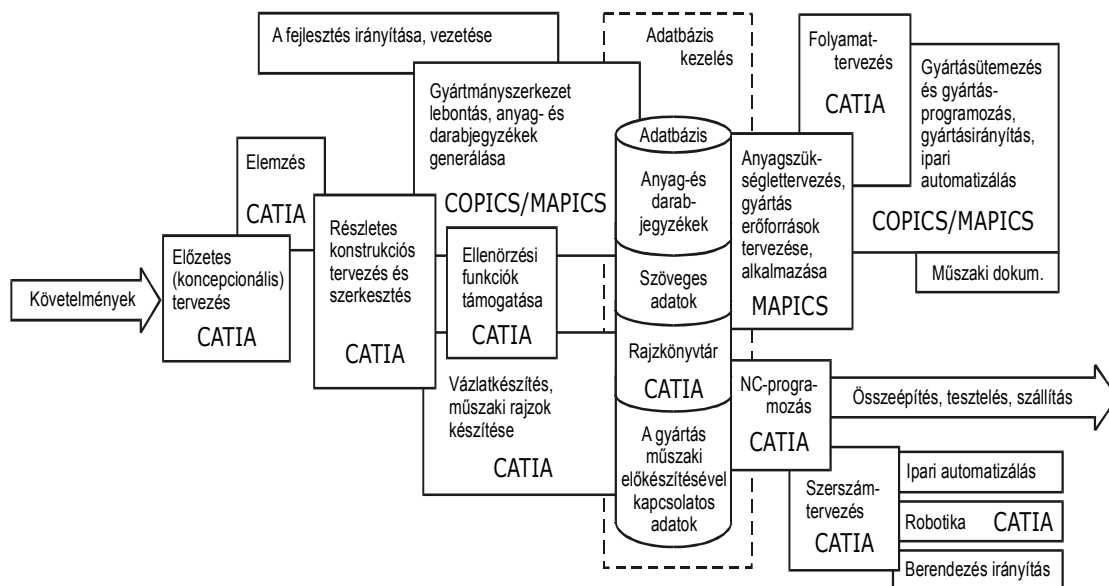 A fejlesztés irányítása, vezetése
Adatbázis
kezelés
Folyamat-
tervezés
CATIA
Gyártásütemezés
és gyártás-
programozás,
gyártásirányítás,
ipari
automatizálás
COPICS/MAPICS
Műszaki dokum.
Gyártmányszerkezet
lebontás, anyag- és
darabjegyzékek
generálása
COPICS/MAPICS
Adatbázis
Anyag-és
darab-
jegyzékek
Szöveges
adatok
Rajzkönyvtár
CATIA
A gyártás
műszaki
előkészítésével
kapcsolatos
adatok
Anyagszük-
séglettervezés,
gyártás
erőforrások
tervezése,
alkalmazása
MAPICS
Elemzés
CATIA
Részletes
konstrukciós
tervezés és
szerkesztés
CATIA
Ellenörzési
funkciók
támogatása
CATIA
Követelmények
Előzetes
(koncepcionális)
tervezés
CATIA
Vázlatkészítés,
műszaki rajzok
készítése
CATIA
NC-progra-
mozás
CATIA
Összeépítés, tesztelés, szállítás
Szerszám-
tervezés
CATIA
Ipari automatizálás
Robotika CATIA
Berendezés irányítás